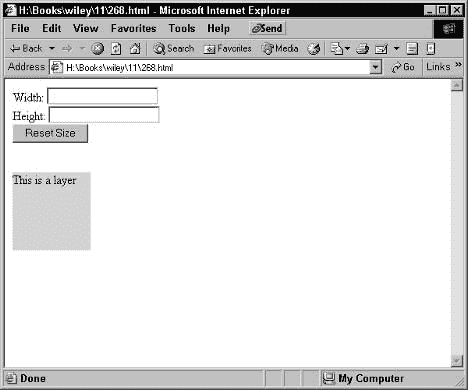 H:\Books\wiley\11\268.html - Microsoft Internet Explorer
File Edit View Favorites Tools Help Send
Back Search Favorites Media
Address H:\Books\wiley\11\268.html Go Links »
Width:
Height:
Reset Size
This is a layer
Done My Computer